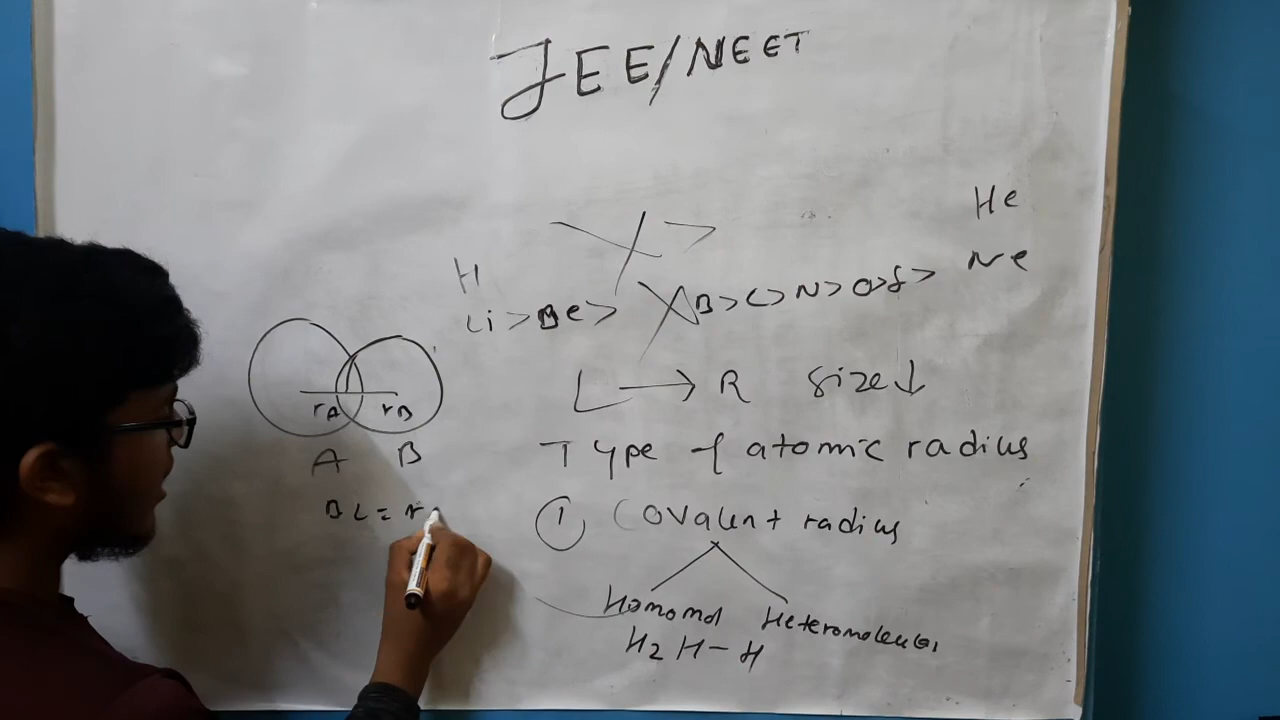 JEE/NEET
He
H
Ne
Li > Be > B > C > N > O > f >
L → R size ↓
rA rB
A B
Type of atomic radius
BL = r
① Covalent radius
Homomol Heteromolecul
H2 H-H